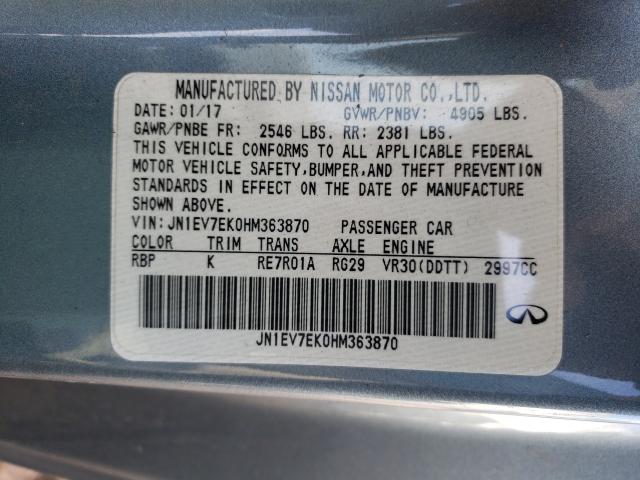 MANUFACTURED BY NISSAN MOTOR CO.,LTD.
DATE: 01/17 GVWR/PNBV: 4905 LBS.
GAWR/PNBE FR: 2546 LBS. RR: 2381 LBS.
THIS VEHICLE CONFORMS TO ALL APPLICABLE FEDERAL
MOTOR VEHICLE SAFETY,BUMPER,AND THEFT PREVENTION
STANDARDS IN EFFECT ON THE DATE OF MANUFACTURE
SHOWN ABOVE.
VIN:JN1EV7EK0HM363870 PASSENGER CAR
COLOR TRIM TRANS AXLE ENGINE
RBP K RE7R01A RG29 VR30(DDTT) 2997CC
JN1EV7EK0HM363870